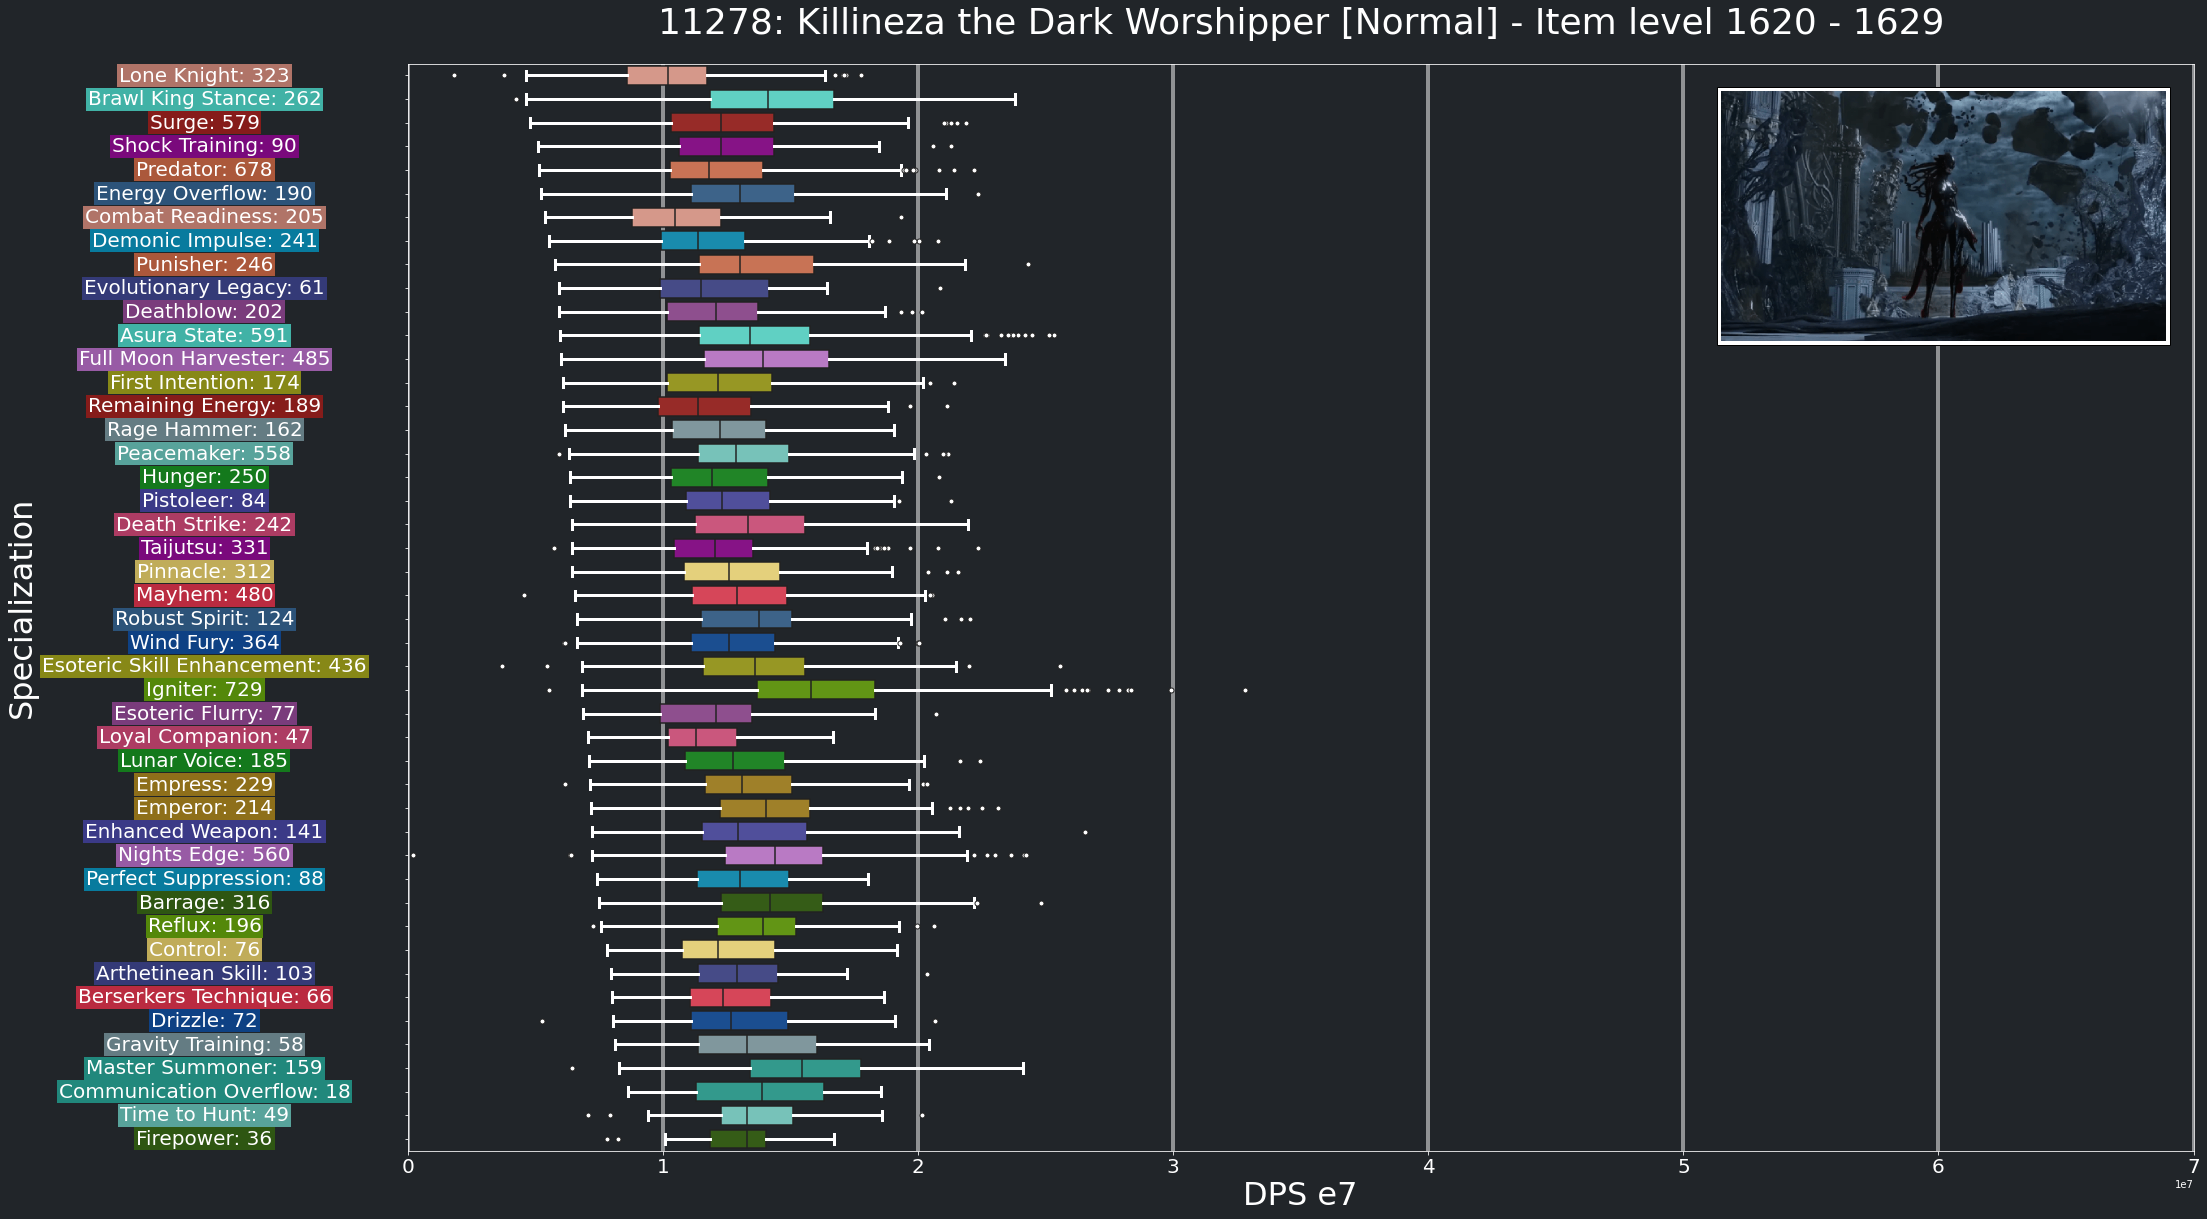 11278: Killineza the Dark Worshipper [Normal] - Item level 1620 - 1629
Specialization
Lone Knight: 323
Brawl King Stance: 262
Surge: 579
Shock Training: 90
Predator: 678
Energy Overflow: 190
Combat Readiness: 205
Demonic Impulse: 241
Punisher: 246
Evolutionary Legacy: 61
Deathblow: 202
Asura State: 591
Full Moon Harvester: 485
First Intention: 174
Remaining Energy: 189
Rage Hammer: 162
Peacemaker: 558
Hunger: 250
Pistoleer: 84
Death Strike: 242
Taijutsu: 331
Pinnacle: 312
Mayhem: 480
Robust Spirit: 124
Wind Fury: 364
Esoteric Skill Enhancement: 436
Igniter: 729
Esoteric Flurry: 77
Loyal Companion: 47
Lunar Voice: 185
Empress: 229
Emperor: 214
Enhanced Weapon: 141
Nights Edge: 560
Perfect Suppression: 88
Barrage: 316
Reflux: 196
Control: 76
Arthetinean Skill: 103
Berserkers Technique: 66
Drizzle: 72
Gravity Training: 58
Master Summoner: 159
Communication Overflow: 18
Time to Hunt: 49
Firepower: 36
0 1 2 3 4 5 6 7
1e7
DPS e7